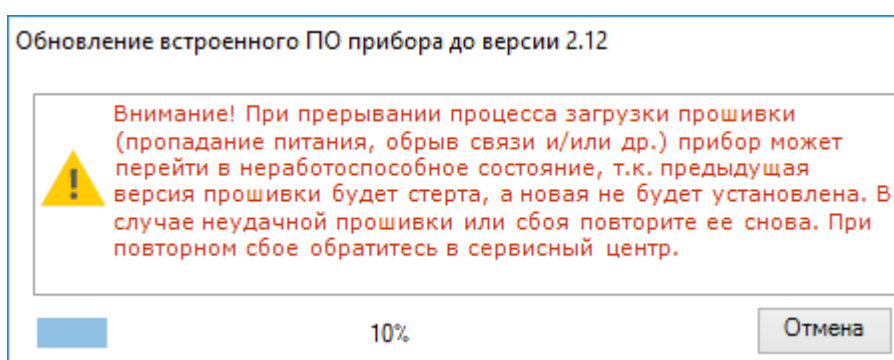 Обновление встроенного ПО прибора до версии 2.12
Внимание! При прерывании процесса загрузки прошивки
(пропадание питания, обрыв связи и/или др.) прибор может
перейти в неработоспособное состояние, т.к. предыдущая
версия прошивки будет стерта, а новая не будет установлена. В
случае неудачной прошивки или сбоя повторите ее снова. При
повторном сбое обратитесь в сервисный центр.
10%
Отмена